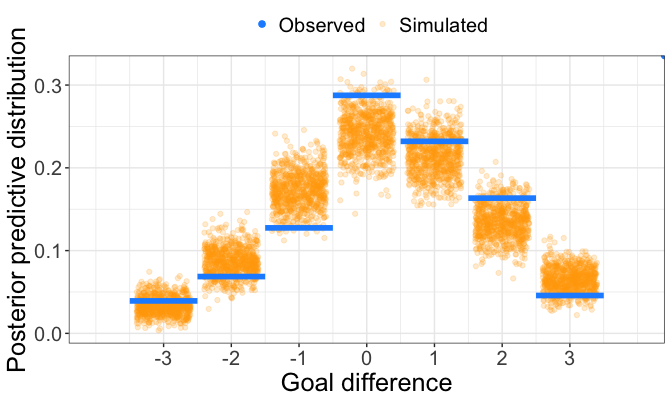 Observed Simulated
Posterior predictive distribution
0.3
0.2
0.1
0.0
-3 -2 -1 0 1 2 3
Goal difference